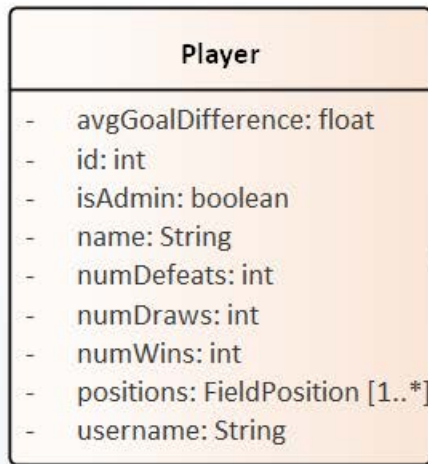 Player
- avgGoalDifference: float
- id: int
- isAdmin: boolean
- name: String
- numDefeats: int
- numDraws: int
- numWins: int
- positions: FieldPosition [1..*]
- username: String